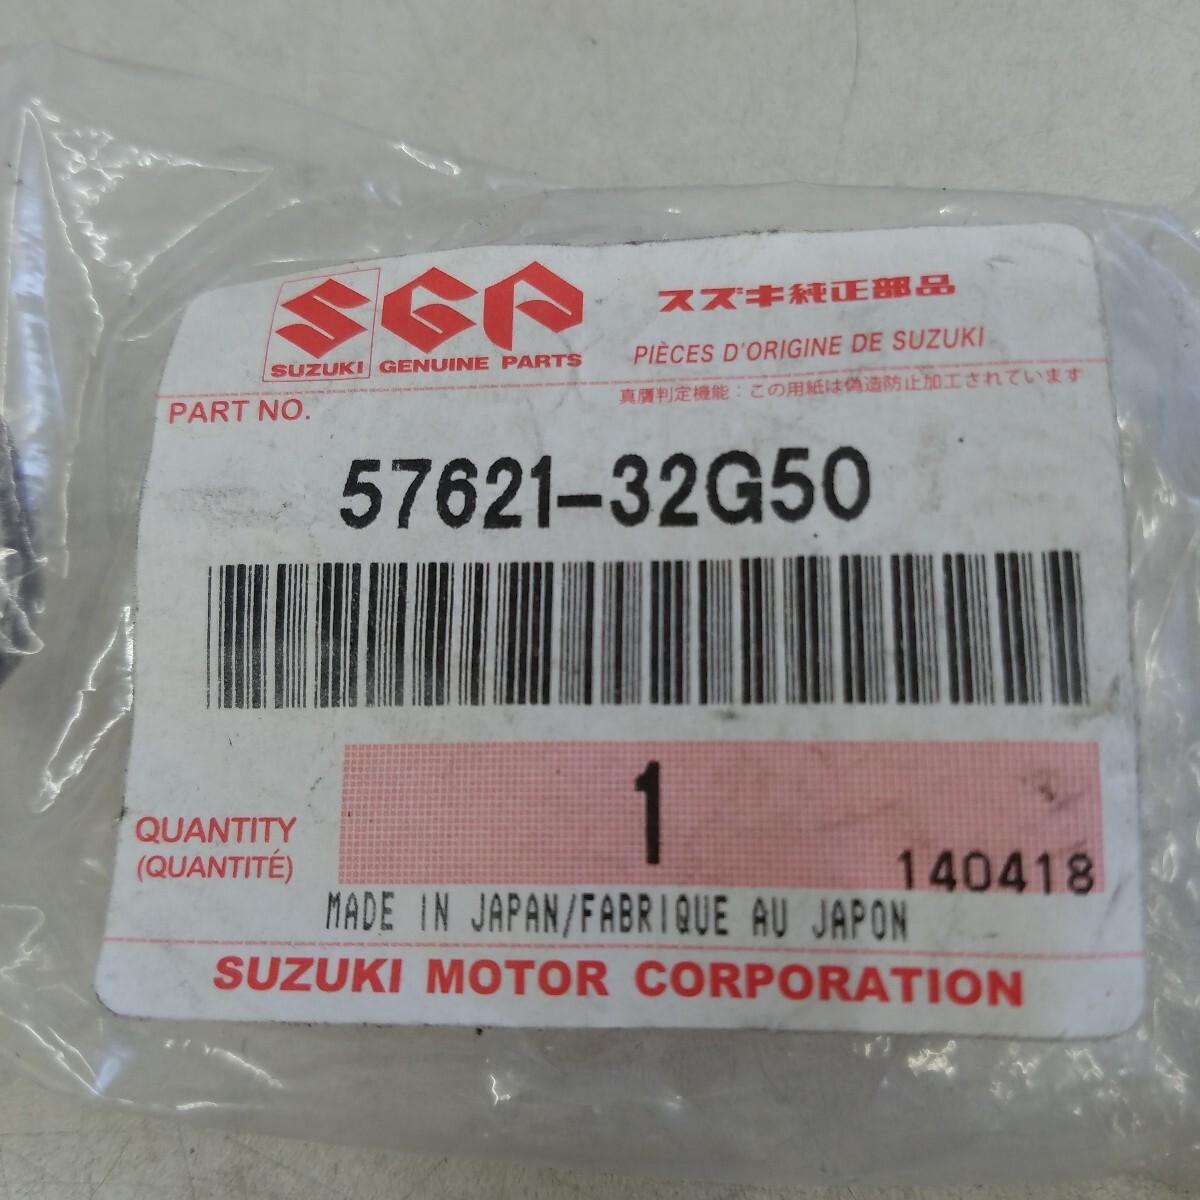 SGP
SUZUKI GENUINE PARTS
スズキ純正部品
PIÈCES D'ORIGINE DE SUZUKI
真贋判定機能:この用紙は偽造防止加工されています
PART NO.
57621-32G50
1
QUANTITY
(QUANTITÉ)
140418
MADE IN JAPAN/FABRIQUE AU JAPON
SUZUKI MOTOR CORPORATION